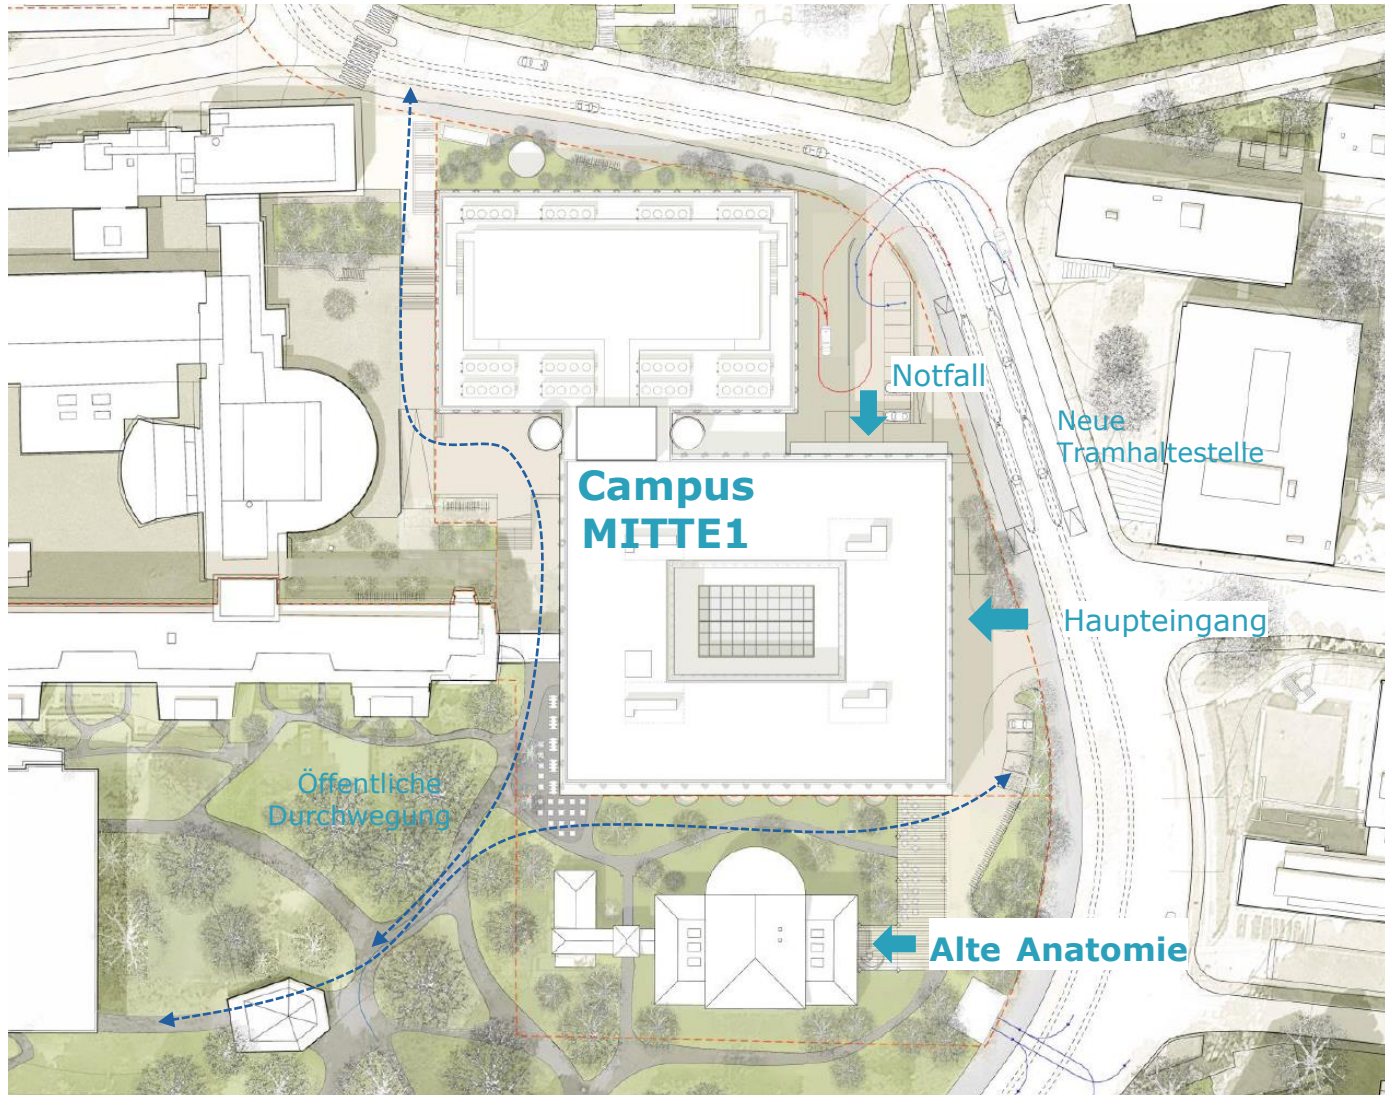 Notfall
Neue
Tramhaltestelle
Campus
MITTE1
Haupteingang
Öffentliche
Durchwegung
Alte Anatomie